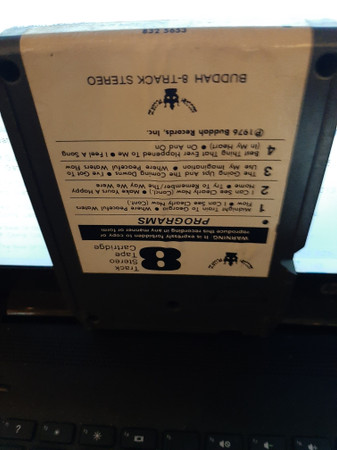 8 Track
Stereo
Tape
Cartridge
WARNING: It is expressly forbidden to copy or
reproduce this recording in any manner or form
• PROGRAMS •
1 Midnight Train To Georgia • Where Peaceful Waters
Flow • I Can See Clearly Now (Cont.)
2 I Can See Clearly Now (Concl.) • Make Yours A Happy
Home • Try To Remember/The Way We Were
3 The Going Ups And The Coming Downs • I've Got To
Use My Imagination • Where Peaceful Waters Flow
4 Best Thing That Ever Happened To Me • I Feel A Song
(In My Heart) • On And On
℗1976 Buddah Records, Inc.
BUDDAH 8-TRACK STEREO
?